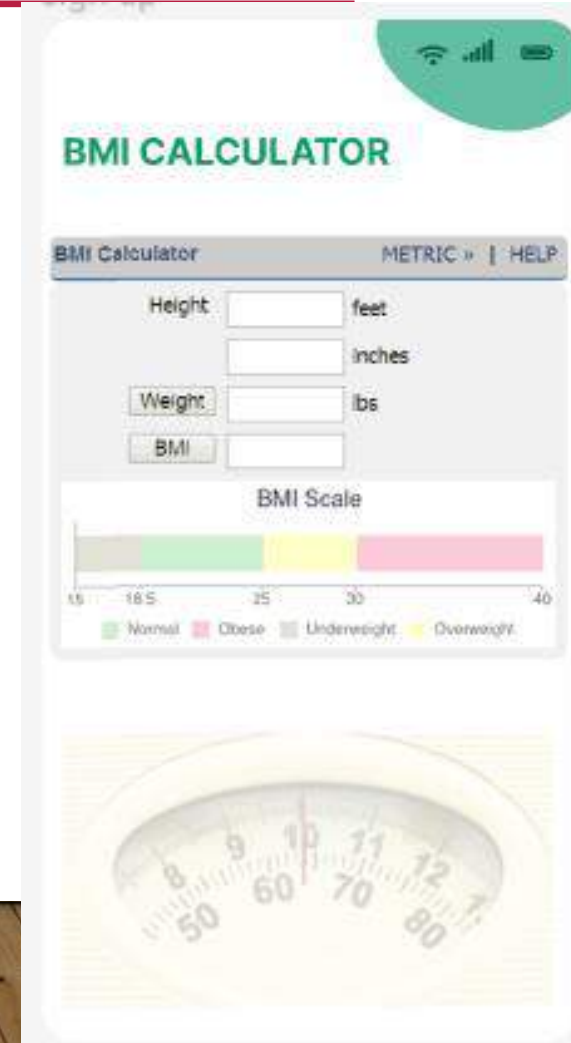 BMI CALCULATOR
BMI Calculator METRIC » | HELP
Height feet
inches
Weight lbs
BMI
BMI Scale
15 18.5 25 30 40
Normal Obese Underweight Overweight
8 9 10 11 12
50 60 70 80